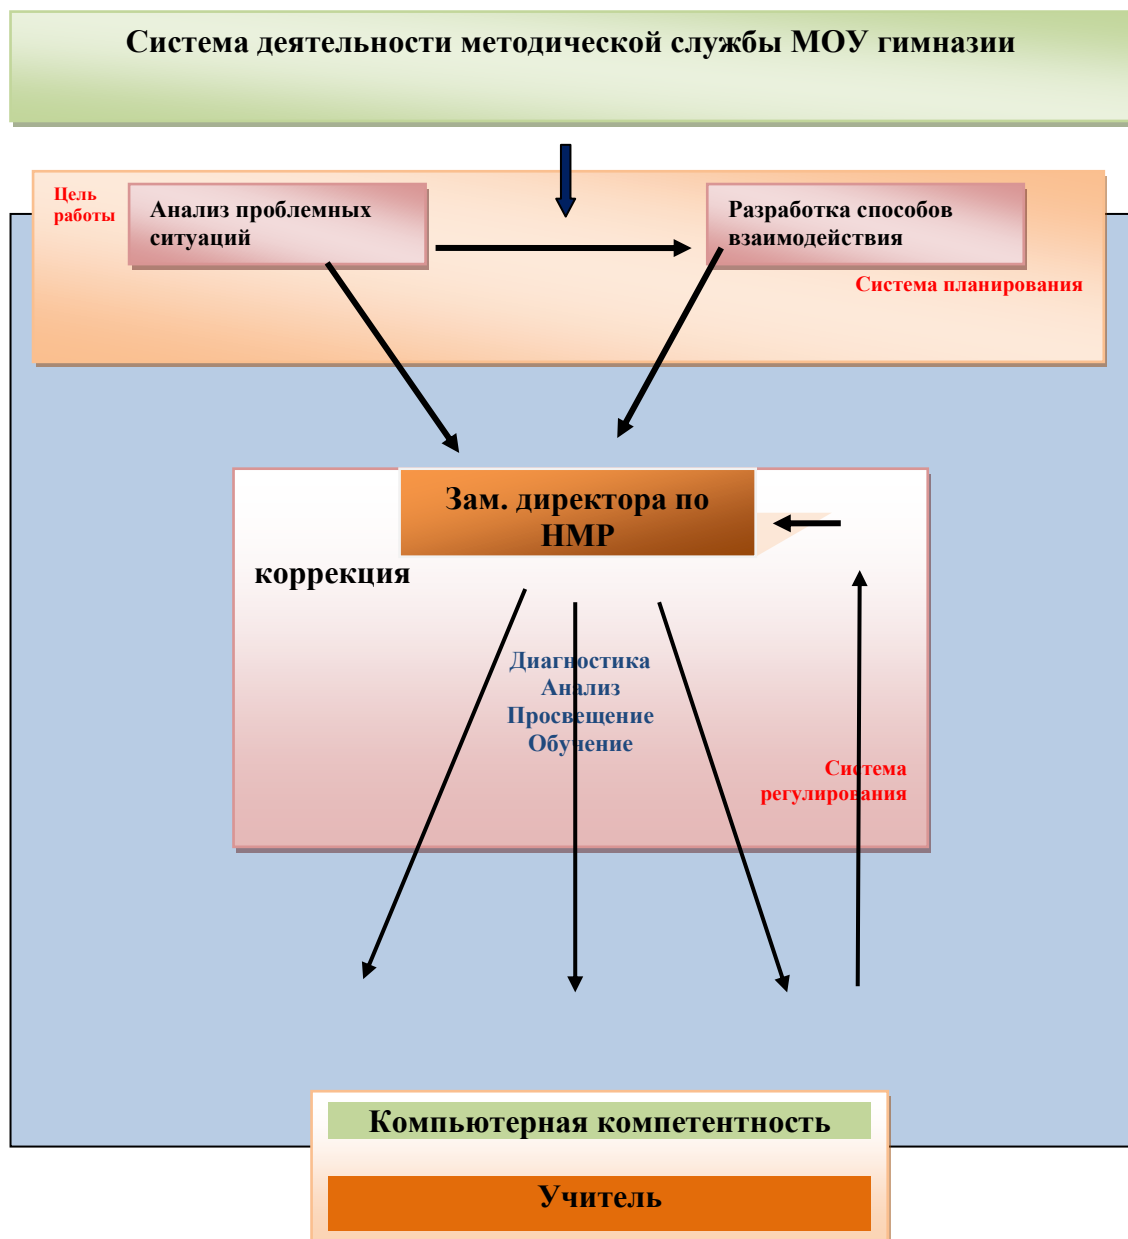 Система деятельности методической службы МОУ гимназии
Цель
работы
Анализ проблемных
ситуаций
Разработка способов
взаимодействия
Система планирования
Зам. директора по
НМР
коррекция
Диагностика
Анализ
Просвещение
Обучение
Система
регулирования
Компьютерная компетентность
Учитель